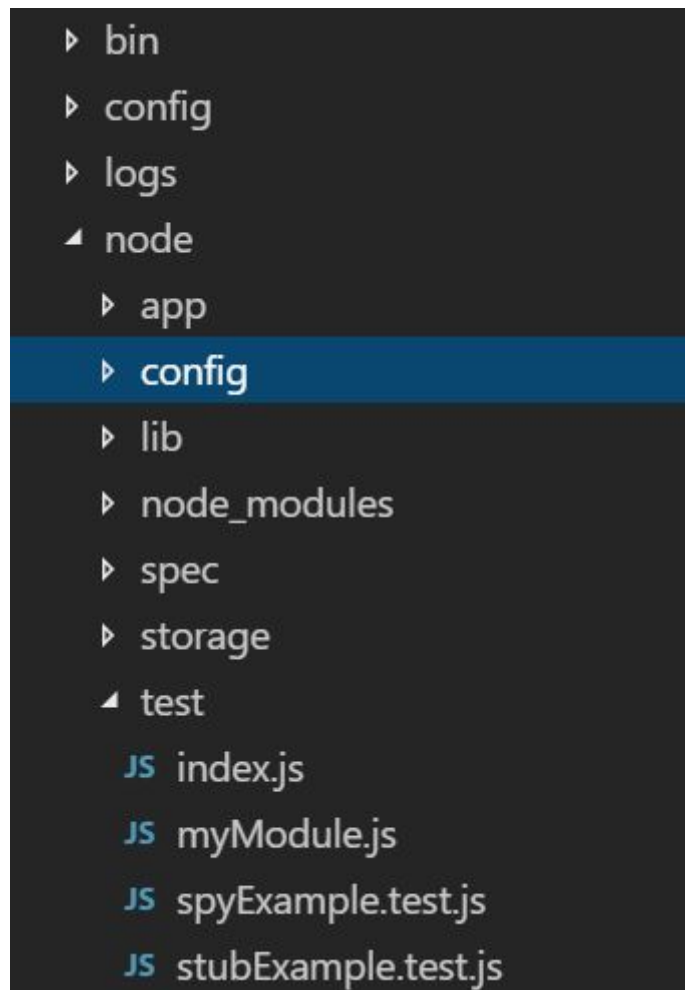 bin
config
logs
node
app
config
lib
node_modules
spec
storage
test
JS index.js
JS myModule.js
JS spyExample.test.js
JS stubExample.test.js